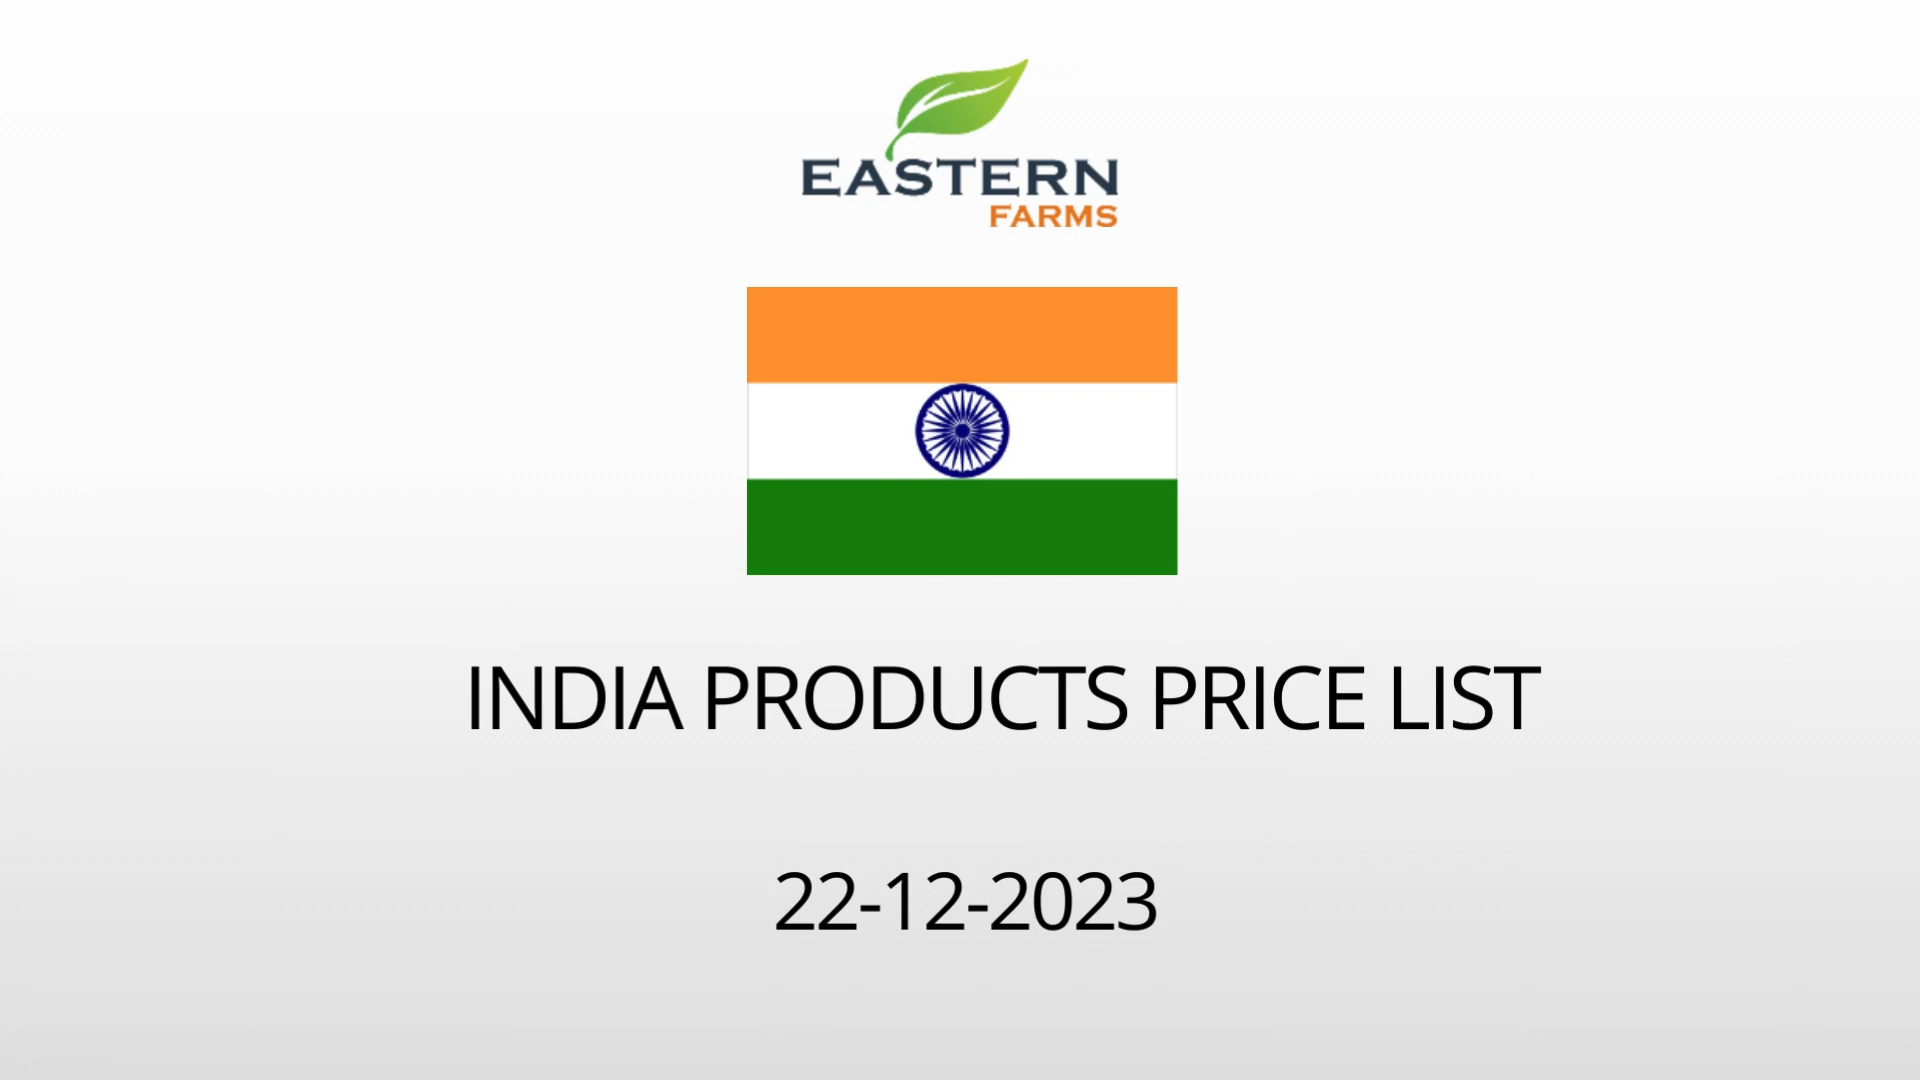 EASTERN
FARMS
INDIA PRODUCTS PRICE LIST
22-12-2023